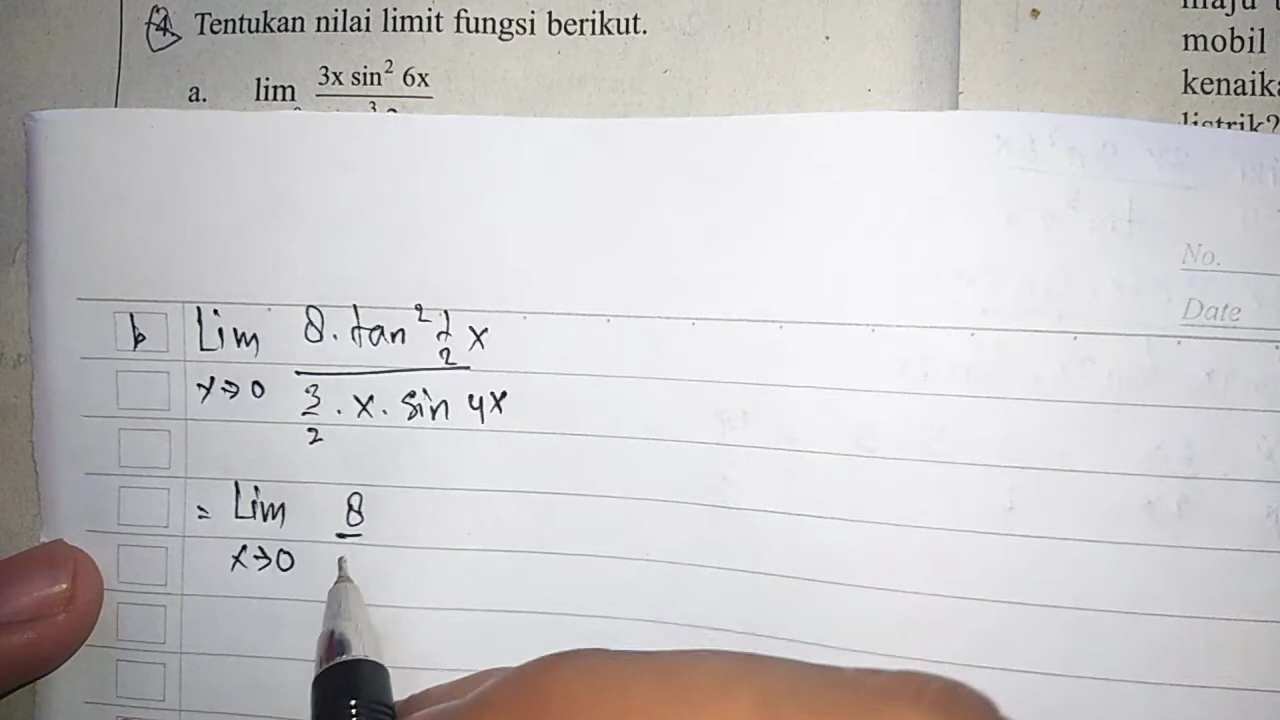 4. Tentukan nilai limit fungsi berikut.
a. lim 3x sin² 6x
mobil
No.
Date
b Lim 8. tan² 1/2 x
x→0 3/2 . x. sin 4x
= Lim 8
x→0